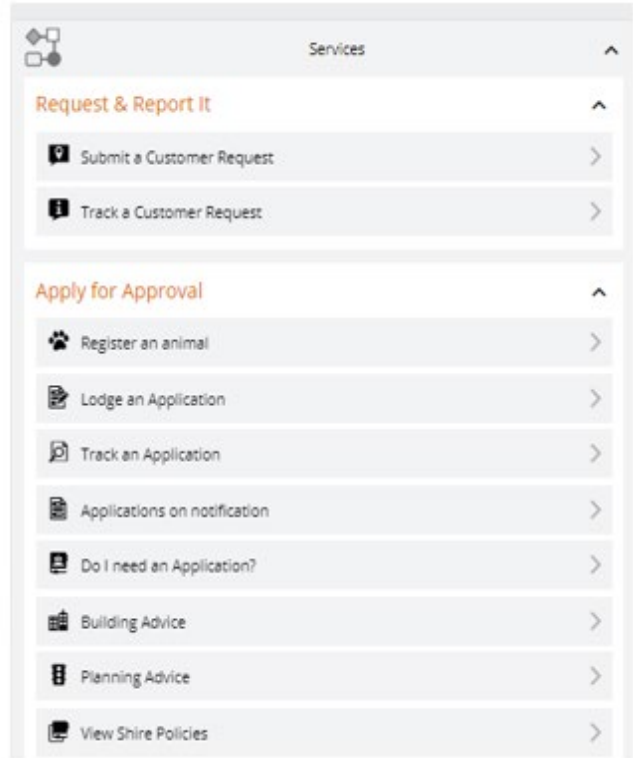 Services
Request & Report It
Submit a Customer Request
Track a Customer Request
Apply for Approval
Register an animal
Lodge an Application
Track an Application
Applications on notification
Do I need an Application?
Building Advice
Planning Advice
View Shire Policies